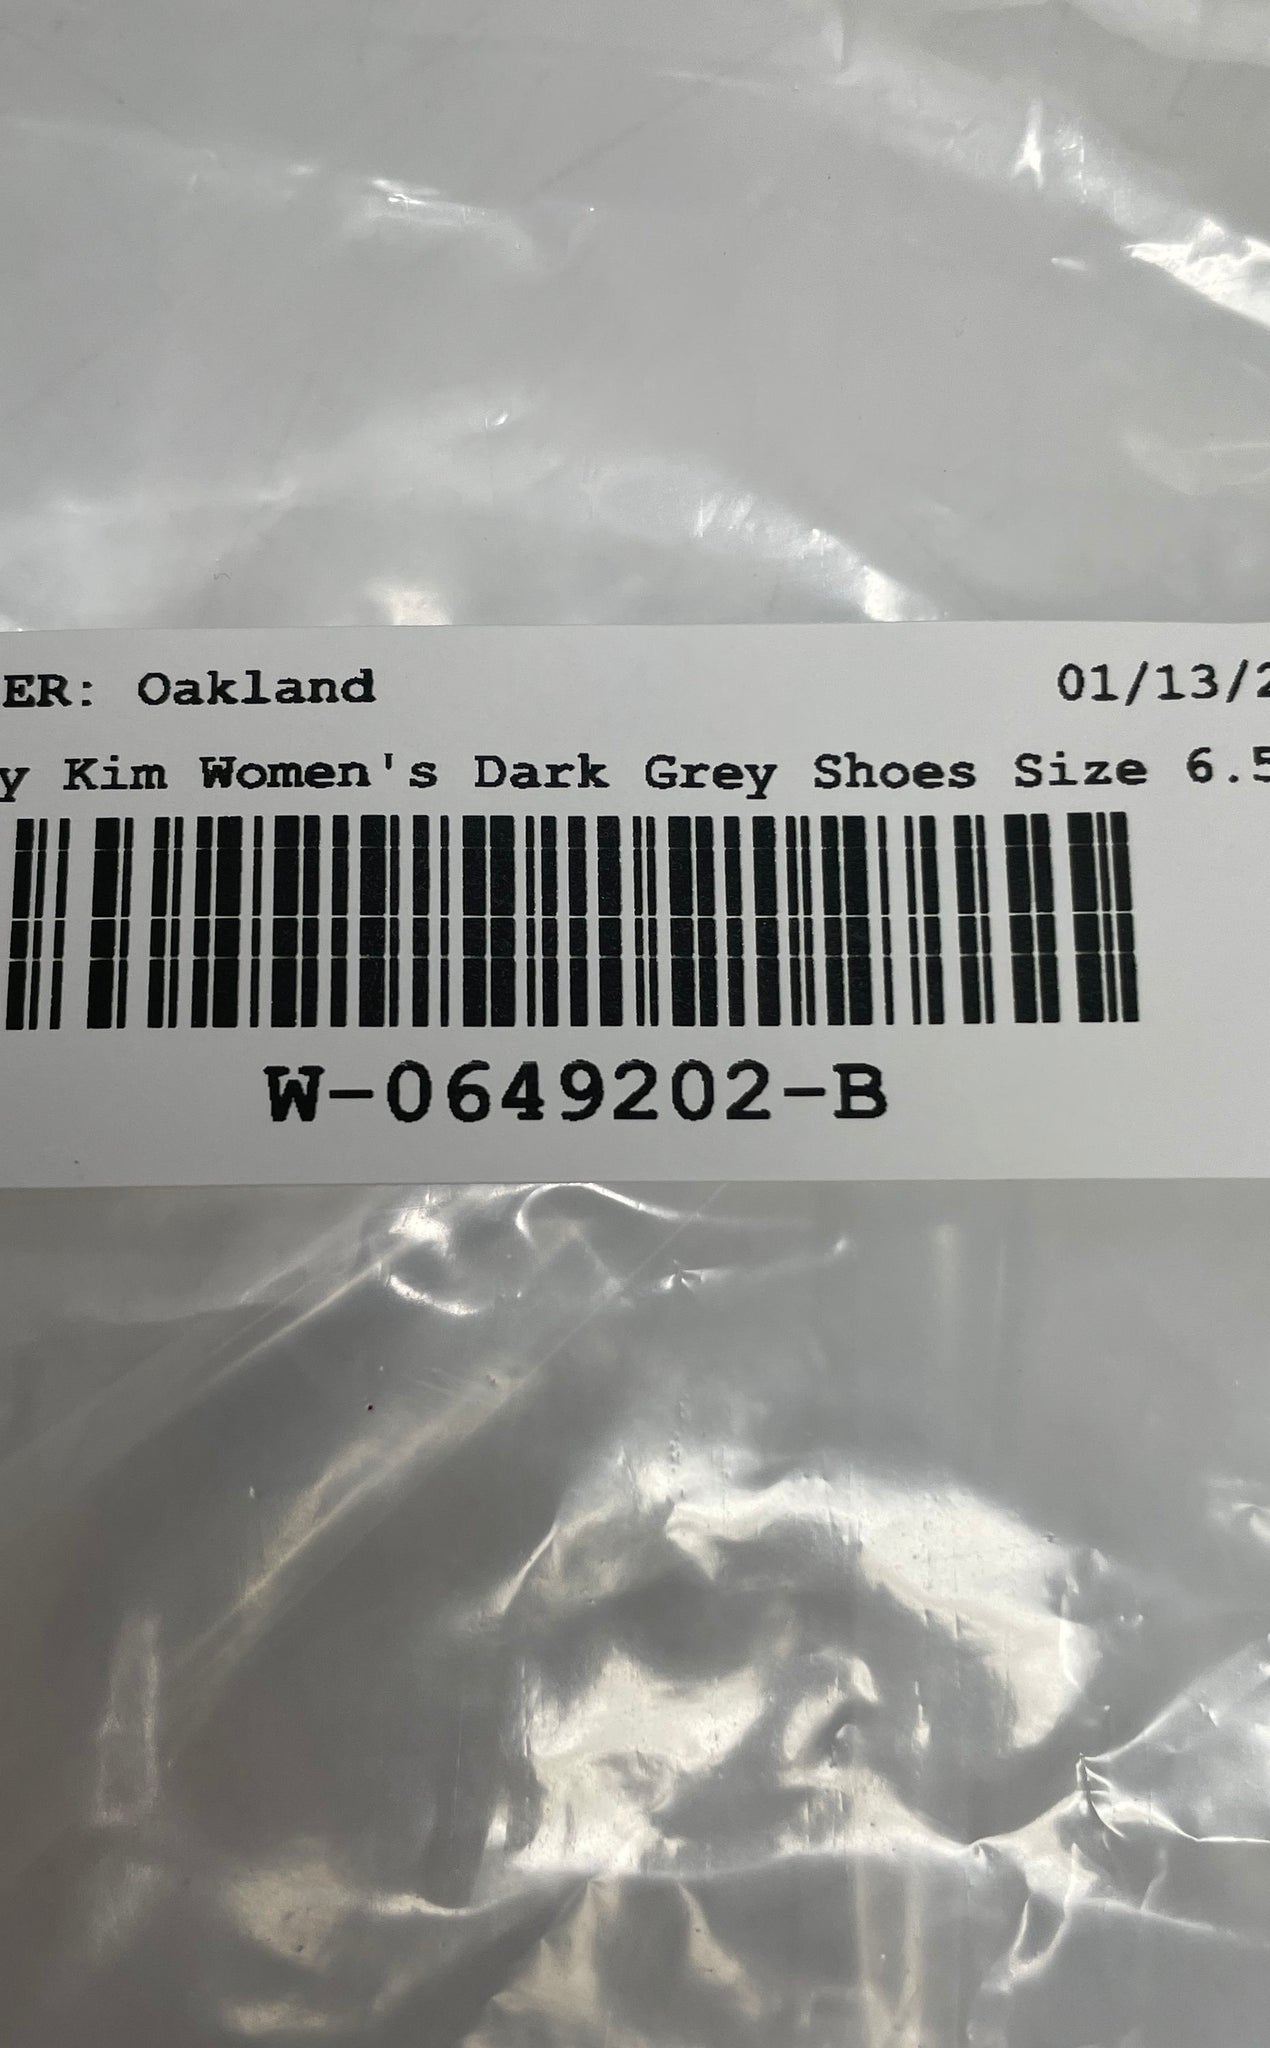 ER: Oakland 01/13/2
y Kim Women's Dark Grey Shoes Size 6.5
W-0649202-B